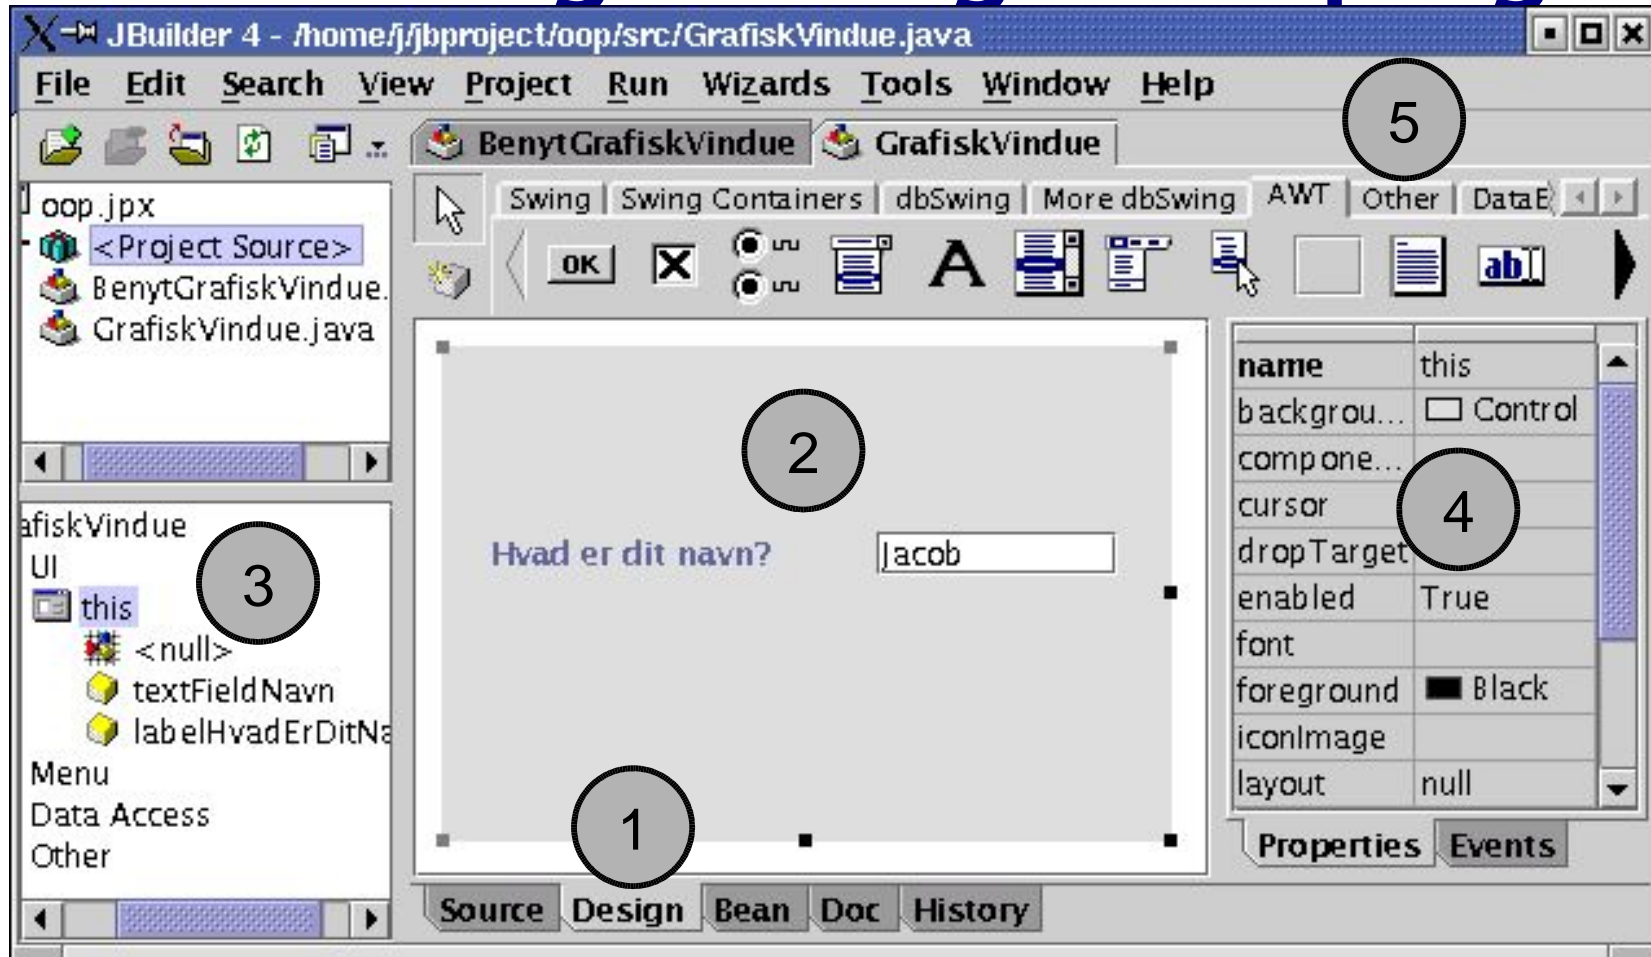 JBuilder 4 - /home/j/jbproject/oop/src/GrafiskVindue.java
File Edit Search View Project Run Wizards Tools Window Help
5
BenytGrafiskVindue GrafiskVindue
oop.jpx
<Project Source>
BenytGrafiskVindue.
GrafiskVindue.java
Swing Swing Containers dbSwing More dbSwing AWT Other DataE
OK A ab
afiskVindue
UI
this
<null>
textFieldNavn
labelHvadErDitNa
Menu
Data Access
Other
3
2
Hvad er dit navn? Jacob
1
name this
backgrou... Control
compone...
cursor
dropTarget
enabled True
font
foreground Black
iconImage
layout null
4
Properties Events
Source Design Bean Doc History